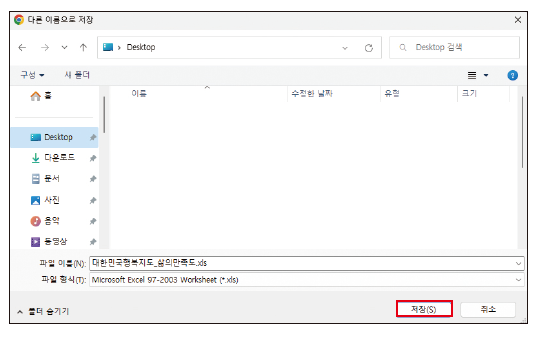 다른 이름으로 저장
Desktop
Desktop 검색
구성 새 폴더
홈 이름 수정한 날짜 유형 크기
Desktop
다운로드
문서
사진
음악
동영상
파일 이름(N): 대한민국행복지도_삶의만족도.xls
파일 형식(T): Microsoft Excel 97-2003 Worksheet (*.xls)
폴더 숨기기 저장(S) 취소